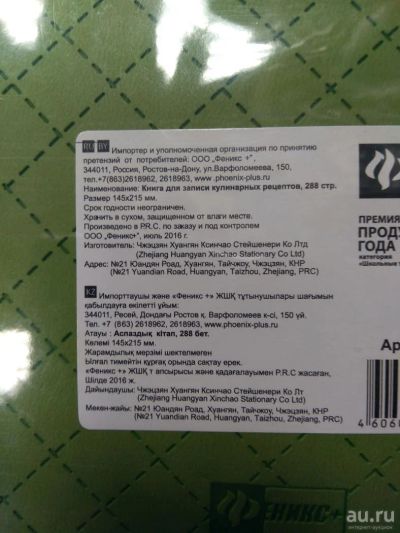 RU BY Импортер и уполномоченная организация по принятию
претензий от потребителей: ООО „Феникс +",
344011, Россия, Ростов-на-Дону, ул.Варфоломеева, 150,
тел.+7(863)2618962, 2618963, www.phoenix-plus.ru
Наименование: Книга для записи кулинарных рецептов, 288 стр.
Размер 145х215 мм.
Срок годности неограничен.
Хранить в сухом, защищенном от влаги месте.
Произведено в P.R.C. по заказу и под контролем
ООО „Феникс+", июль 2016 г.
Изготовитель: Чжэцзян Хуангян Ксинчао Стейшенери Ко Лтд
(Zhejiang Huangyan Xinchao Stationary Co Ltd)
Адрес: №21 Юандян Роад, Хуангян, Тайчжоу, Чжэцзян, КНР
(№21 Yuandian Road, Huangyan, Taizhou, Zhejiang, PRC)
KZ
Импорттаушы және «Феникс +» ЖШҚ тұтынушылары шағымын
қабылдауға өкілетті ұйым:
344011, Ресей, Дондағы Ростов қ. Варфоломеев к-сі, 150 үй.
Тел. +7(863)2618962, 2618963, www.phoenix-plus.ru
Атауы : Аспаздық кітап, 288 бет.
Көлемі 145х215 мм.
Жарамдылық мерзімі шектелмеген
Ылғал тимейтін құрғақ орында сақтау ерек.
«Феникс +» ЖШҚ т апсырысы және қадағалауымен P.R.C жасаған,
Шілде 2016 ж.
Дайындаушы: Чжэцзян Хуангян Ксинчао Стейшенери Ко Лт
(Zhejiang Huangyan Xinchao Stationary Co Ltd)
Мекен-жайы: №21 Юандян Роад, Хуангян, Тайчжоу, Чжэцзян, КНР
(№21 Yuandian Road, Huangyan, Taizhou, Zhejiang, PRC)
ПРЕМИЯ
ПРОДУ
ГОДА
категория
«Школьные т
Ар
4 6060
ФЕНИКС+
au.ru
интернет-аукцион